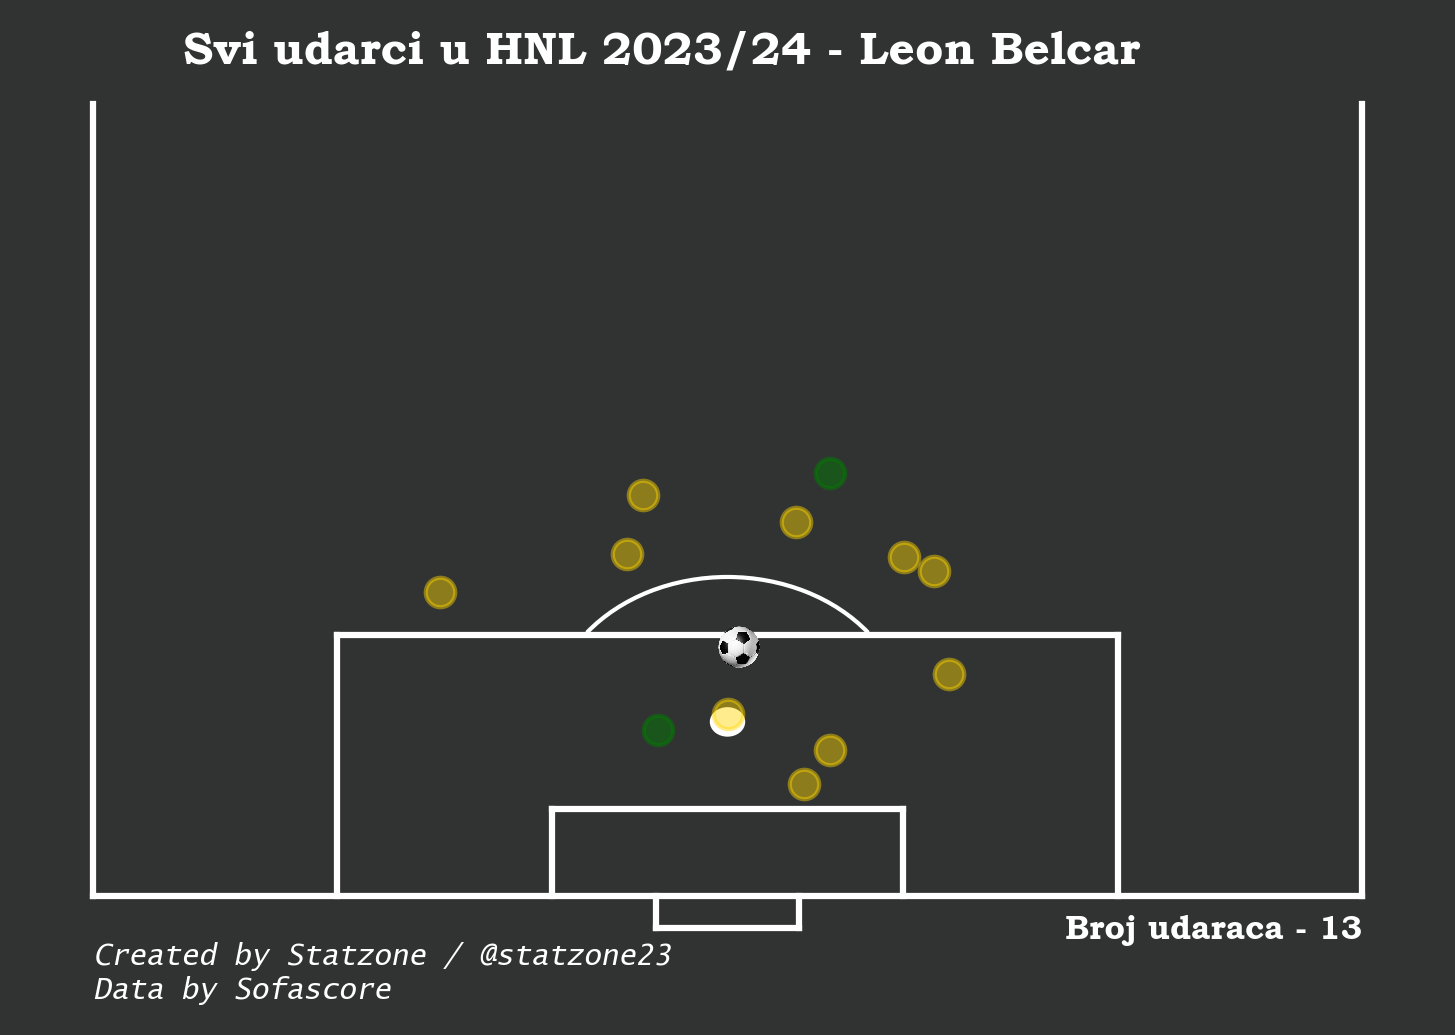 Svi udarci u HNL 2023/24 - Leon Belcar
Broj udaraca - 13
Created by Statzone / @statzone23
Data by Sofascore